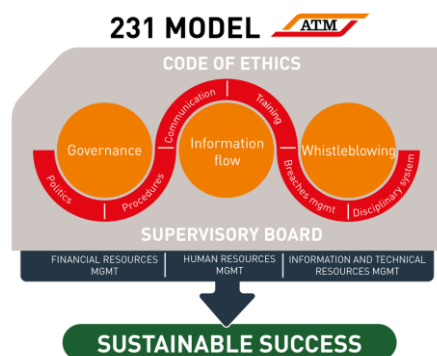 231 MODEL ATM
CODE OF ETHICS
Communication
Training
Governance
Information
flow
Whistleblowing
Politics
Procedures
Breaches mgmt
Disciplinary system
SUPERVISORY BOARD
FINANCIAL RESOURCES
MGMT
HUMAN RESOURCES
MGMT
INFORMATION AND TECHNICAL
RESOURCES MGMT
SUSTAINABLE SUCCESS